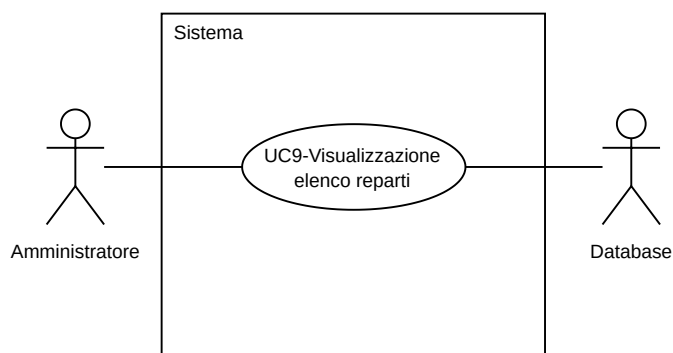 Sistema
UC9-Visualizzazione
elenco reparti
Amministratore
Database